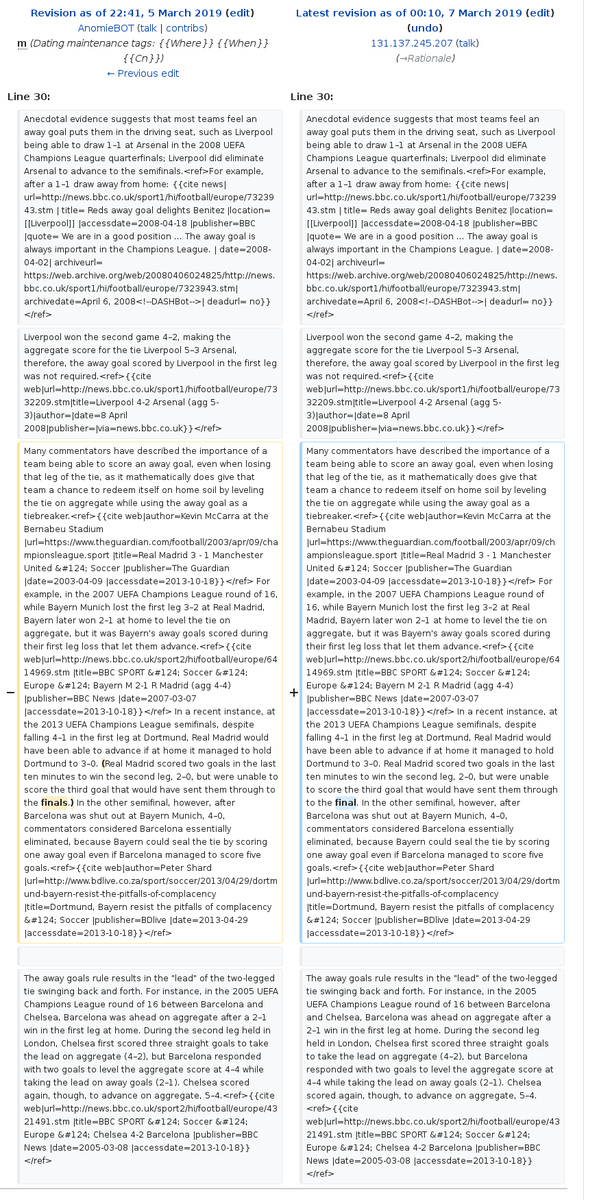 Revision as of 22:41, 5 March 2019 (edit)
AnomieBOT (talk | contribs)
m (Dating maintenance tags: {{Where}} {{When}}
{{Cn}})
← Previous edit
Latest revision as of 00:10, 7 March 2019 (edit)
(undo)
131.137.245.207 (talk)
(→Rationale)
Line 30:
Anecdotal evidence suggests that most teams feel an
away goal puts them in the driving seat, such as Liverpool
being able to draw 1–1 at Arsenal in the 2008 UEFA
Champions League quarterfinals; Liverpool did eliminate
Arsenal to advance to the semifinals.<ref>For example,
after a 1–1 draw away from home: {{cite news|
url=http://news.bbc.co.uk/sport1/hi/football/europe/73239
43.stm | title= Reds away goal delights Benitez |location=
[[Liverpool]] |accessdate=2008-04-18 |publisher=BBC
|quote= We are in a good position ... The away goal is
always important in the Champions League. | date=2008-
04-02| archiveurl=
https://web.archive.org/web/20080406024825/http://news.
bbc.co.uk/sport1/hi/football/europe/7323943.stm|
archivedate=April 6, 2008<!--DASHBot-->| deadurl= no}}
</ref>
Liverpool won the second game 4–2, making the
aggregate score for the tie Liverpool 5–3 Arsenal,
therefore, the away goal scored by Liverpool in the first leg
was not required.<ref>{{cite
web|url=http://news.bbc.co.uk/sport1/hi/football/europe/73
32209.stm|title=Liverpool 4-2 Arsenal (agg 5-
3)|author=|date=8 April
2008|publisher=|via=news.bbc.co.uk}}</ref>
−
Many commentators have described the importance of a
team being able to score an away goal, even when losing
that leg of the tie, as it mathematically does give that
team a chance to redeem itself on home soil by leveling
the tie on aggregate while using the away goal as a
tiebreaker.<ref>{{cite web|author=Kevin McCarra at the
Bernabeu Stadium
|url=https://www.theguardian.com/football/2003/apr/09/ch
ampionsleague.sport |title=Real Madrid 3 - 1 Manchester
United &#124; Soccer |publisher=The Guardian
|date=2003-04-09 |accessdate=2013-10-18}}</ref> For
example, in the 2007 UEFA Champions League round of 16,
while Bayern Munich lost the first leg 3–2 at Real Madrid,
Bayern later won 2–1 at home to level the tie on
aggregate, but it was Bayern's away goals scored during
their first leg loss that let them advance.<ref>{{cite
web|url=http://news.bbc.co.uk/sport2/hi/football/europe/64
14969.stm |title=BBC SPORT &#124; Soccer &#124;
Europe &#124; Bayern M 2-1 R Madrid (agg 4-4)
|publisher=BBC News |date=2007-03-07
|accessdate=2013-10-18}}</ref> In a recent instance, at
the 2013 UEFA Champions League semifinals, despite
falling 4–1 in the first leg at Dortmund, Real Madrid would
have been able to advance if at home it managed to hold
Dortmund to 3–0. (Real Madrid scored two goals in the last
ten minutes to win the second leg, 2–0, but were unable to
score the third goal that would have sent them through to
the finals.) In the other semifinal, however, after
Barcelona was shut out at Bayern Munich, 4–0,
commentators considered Barcelona essentially
eliminated, because Bayern could seal the tie by scoring
one away goal even if Barcelona managed to score five
goals.<ref>{{cite web|author=Peter Shard
|url=http://www.bdlive.co.za/sport/soccer/2013/04/29/dortm
und-bayern-resist-the-pitfalls-of-complacency
|title=Dortmund, Bayern resist the pitfalls of complacency
&#124; Soccer |publisher=BDlive |date=2013-04-29
|accessdate=2013-10-18}}</ref>
The away goals rule results in the "lead" of the two-legged
tie swinging back and forth. For instance, in the 2005
UEFA Champions League round of 16 between Barcelona
and Chelsea, Barcelona was ahead on aggregate after a 2–1
win in the first leg at home. During the second leg held in
London, Chelsea first scored three straight goals to take
the lead on aggregate (4–2), but Barcelona responded
with two goals to level the aggregate score at 4–4 while
taking the lead on away goals (2–1). Chelsea scored
again, though, to advance on aggregate, 5–4.<ref>{{cite
web|url=http://news.bbc.co.uk/sport2/hi/football/europe/43
21491.stm |title=BBC SPORT &#124; Soccer &#124;
Europe &#124; Chelsea 4-2 Barcelona |publisher=BBC
News |date=2005-03-08 |accessdate=2013-10-18}}
</ref>
Line 30:
Anecdotal evidence suggests that most teams feel an
away goal puts them in the driving seat, such as Liverpool
being able to draw 1–1 at Arsenal in the 2008 UEFA
Champions League quarterfinals; Liverpool did eliminate
Arsenal to advance to the semifinals.<ref>For example,
after a 1–1 draw away from home: {{cite news|
url=http://news.bbc.co.uk/sport1/hi/football/europe/73239
43.stm | title= Reds away goal delights Benitez |location=
[[Liverpool]] |accessdate=2008-04-18 |publisher=BBC
|quote= We are in a good position ... The away goal is
always important in the Champions League. | date=2008-
04-02| archiveurl=
https://web.archive.org/web/20080406024825/http://news.
bbc.co.uk/sport1/hi/football/europe/7323943.stm|
archivedate=April 6, 2008<!--DASHBot-->| deadurl= no}}
</ref>
Liverpool won the second game 4–2, making the
aggregate score for the tie Liverpool 5–3 Arsenal,
therefore, the away goal scored by Liverpool in the first leg
was not required.<ref>{{cite
web|url=http://news.bbc.co.uk/sport1/hi/football/europe/73
32209.stm|title=Liverpool 4-2 Arsenal (agg 5-
3)|author=|date=8 April
2008|publisher=|via=news.bbc.co.uk}}</ref>
+
Many commentators have described the importance of a
team being able to score an away goal, even when losing
that leg of the tie, as it mathematically does give that
team a chance to redeem itself on home soil by leveling
the tie on aggregate while using the away goal as a
tiebreaker.<ref>{{cite web|author=Kevin McCarra at the
Bernabeu Stadium
|url=https://www.theguardian.com/football/2003/apr/09/ch
ampionsleague.sport |title=Real Madrid 3 - 1 Manchester
United &#124; Soccer |publisher=The Guardian
|date=2003-04-09 |accessdate=2013-10-18}}</ref> For
example, in the 2007 UEFA Champions League round of
16, while Bayern Munich lost the first leg 3–2 at Real
Madrid, Bayern later won 2–1 at home to level the tie on
aggregate, but it was Bayern's away goals scored during
their first leg loss that let them advance.<ref>{{cite
web|url=http://news.bbc.co.uk/sport2/hi/football/europe/64
14969.stm |title=BBC SPORT &#124; Soccer &#124;
Europe &#124; Bayern M 2-1 R Madrid (agg 4-4)
|publisher=BBC News |date=2007-03-07
|accessdate=2013-10-18}}</ref> In a recent instance, at
the 2013 UEFA Champions League semifinals, despite
falling 4–1 in the first leg at Dortmund, Real Madrid would
have been able to advance if at home it managed to hold
Dortmund to 3–0. Real Madrid scored two goals in the last
ten minutes to win the second leg, 2–0, but were unable
to score the third goal that would have sent them through
to the final. In the other semifinal, however, after
Barcelona was shut out at Bayern Munich, 4–0,
commentators considered Barcelona essentially
eliminated, because Bayern could seal the tie by scoring
one away goal even if Barcelona managed to score five
goals.<ref>{{cite web|author=Peter Shard
|url=http://www.bdlive.co.za/sport/soccer/2013/04/29/dortm
und-bayern-resist-the-pitfalls-of-complacency
|title=Dortmund, Bayern resist the pitfalls of complacency
&#124; Soccer |publisher=BDlive |date=2013-04-29
|accessdate=2013-10-18}}</ref>
The away goals rule results in the "lead" of the two-legged
tie swinging back and forth. For instance, in the 2005
UEFA Champions League round of 16 between Barcelona and
Chelsea, Barcelona was ahead on aggregate after a
2–1 win in the first leg at home. During the second leg held in
London, Chelsea first scored three straight goals to take
the lead on aggregate (4–2), but Barcelona responded
with two goals to level the aggregate score at
4–4 while taking the lead on away goals (2–1). Chelsea
scored again, though, to advance on aggregate, 5–4.
<ref>{{cite
web|url=http://news.bbc.co.uk/sport2/hi/football/europe/43
21491.stm |title=BBC SPORT &#124; Soccer &#124;
Europe &#124; Chelsea 4-2 Barcelona |publisher=BBC
News |date=2005-03-08 |accessdate=2013-10-18}}
</ref>